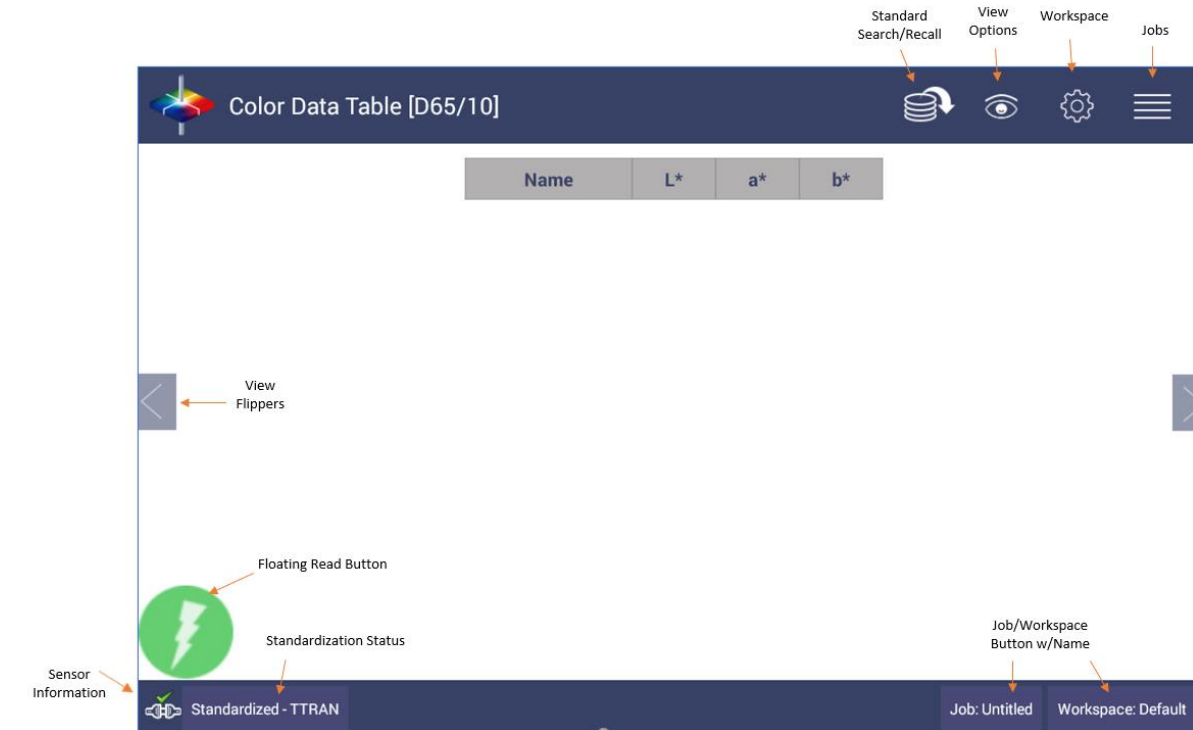 Standard
Search/Recall
View
Options
Workspace
Jobs
Color Data Table [D65/10]
Name L* a* b*
View
Flippers
Floating Read Button
Standardization Status
Job/Workspace
Button w/Name
Sensor
Information
Standardized - TTRAN
Job: Untitled
Workspace: Default